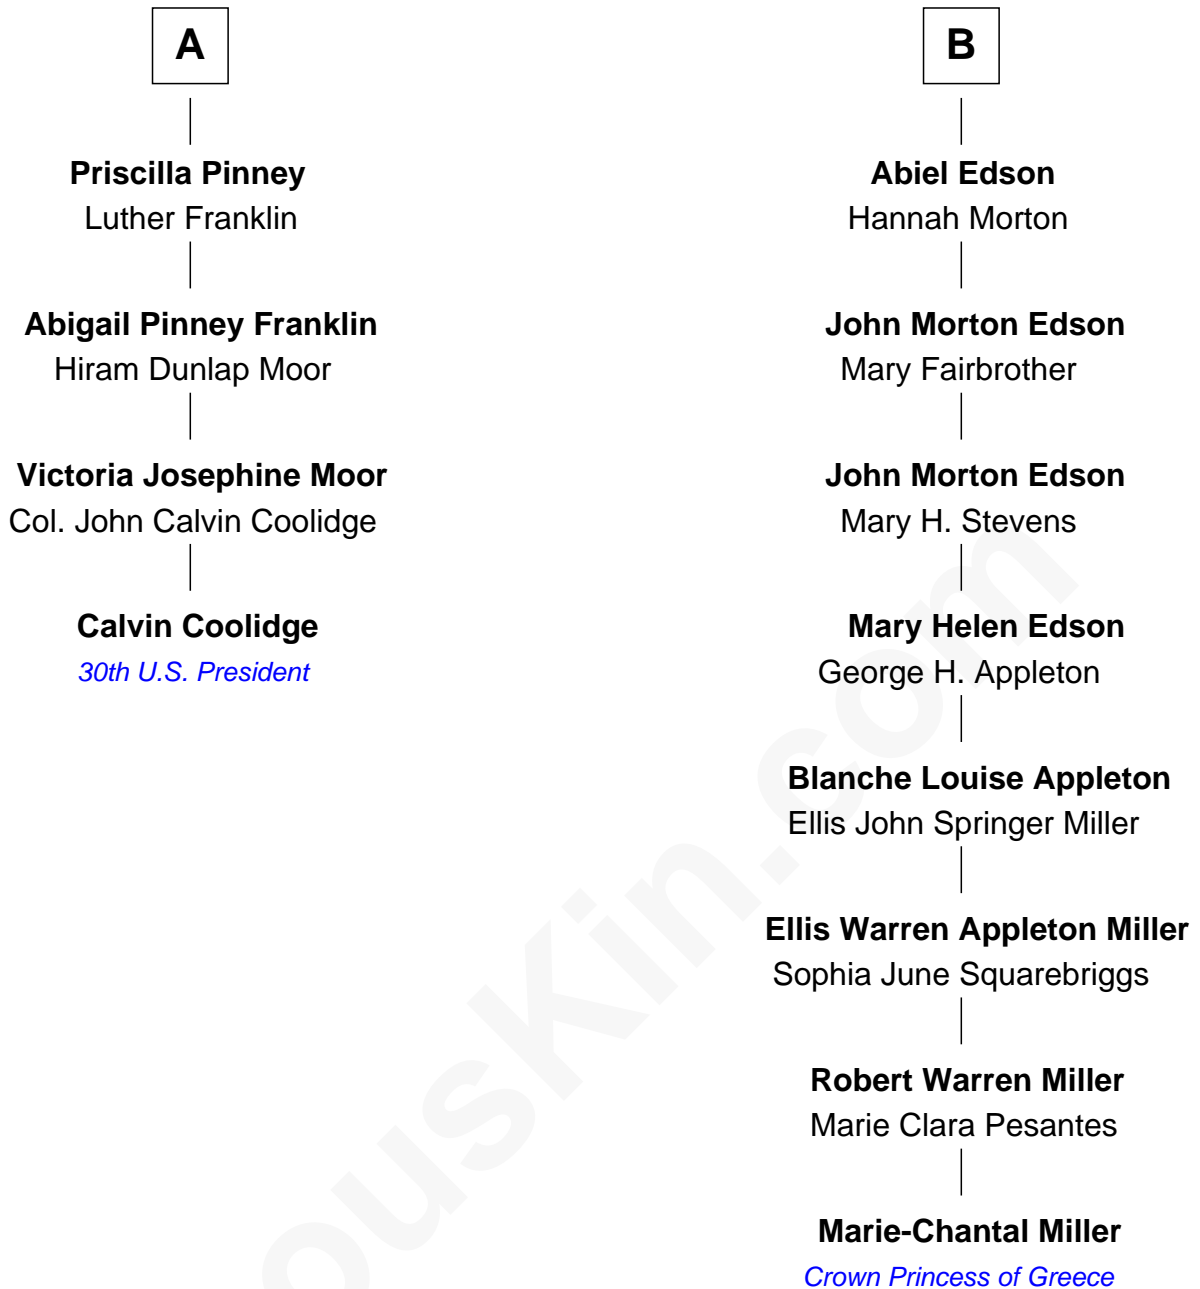 A
Priscilla Pinney
Luther Franklin
Abigail Pinney Franklin
Hiram Dunlap Moor
Victoria Josephine Moor
Col. John Calvin Coolidge
Calvin Coolidge
30th U.S. President
B
Abiel Edson
Hannah Morton
John Morton Edson
Mary Fairbrother
John Morton Edson
Mary H. Stevens
Mary Helen Edson
George H. Appleton
Blanche Louise Appleton
Ellis John Springer Miller
Ellis Warren Appleton Miller
Sophia June Squarebriggs
Robert Warren Miller
Marie Clara Pesantes
Marie-Chantal Miller
Crown Princess of Greece
ousKin.com